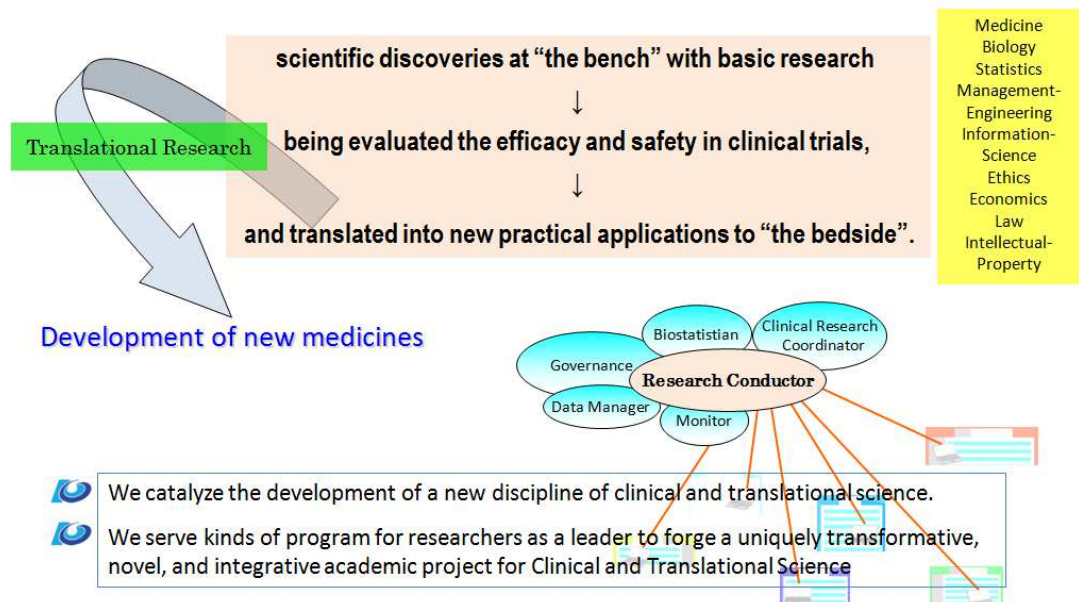 scientific discoveries at “the bench” with basic research
↓
being evaluated the efficacy and safety in clinical trials,
↓
and translated into new practical applications to “the bedside”.
Translational Research
Medicine
Biology
Statistics
Management-
Engineering
Information-
Science
Ethics
Economics
Law
Intellectual-
Property
Development of new medicines
Biostatistian
Clinical Research
Coordinator
Governance
Research Conductor
Data Manager
Monitor
We catalyze the development of a new discipline of clinical and translational science.
We serve kinds of program for researchers as a leader to forge a uniquely transformative,
novel, and integrative academic project for Clinical and Translational Science